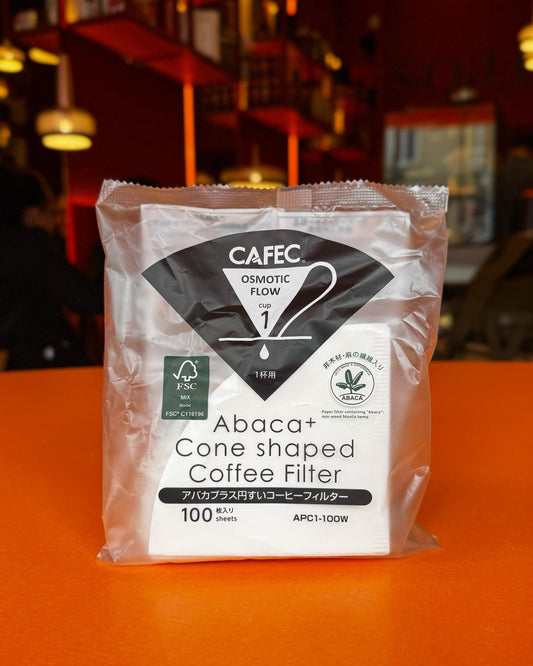 CAFEC
OSMOTIC
FLOW
cup
1
1杯用
FSC
MIX
FSC® C116196
非木材・麻の繊維入り
ABACA
Paper filter containing "Abaca":
non-wood Manila hemp
Abaca+
Cone shaped
Coffee Filter
アバカプラス円すいコーヒーフィルター
100 枚入り
sheets
APC1-100W